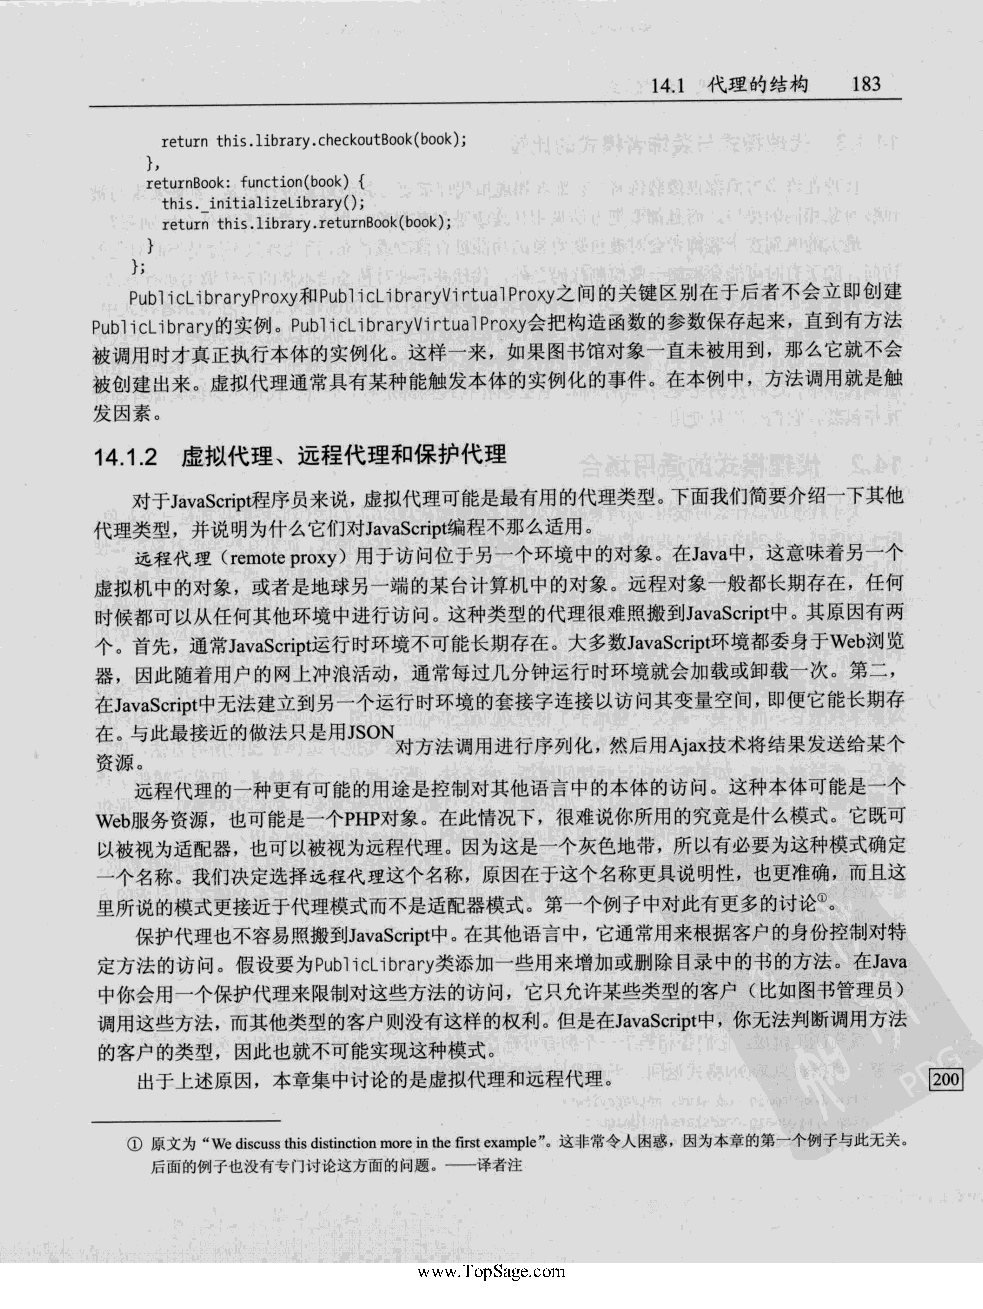 14.1 代理的结构 183
return this.library.checkoutBook(book);
},
returnBook: function(book) {
this._initializeLibrary();
return this.library.returnBook(book);
}
};
PublicLibraryProxy和PublicLibraryVirtualProxy之间的关键区别在于后者不会立即创建
PublicLibrary的实例。PublicLibraryVirtualProxy会把构造函数的参数保存起来，直到有方法
被调用时才真正执行本体的实例化。这样一来，如果图书馆对象一直未被用到，那么它就不会
被创建出来。虚拟代理通常具有某种能触发本体的实例化的事件。在本例中，方法调用就是触
发因素。
14.1.2 虚拟代理、远程代理和保护代理
对于JavaScript程序员来说，虚拟代理可能是最有用的代理类型。下面我们简要介绍一下其他
代理类型，并说明为什么它们对JavaScript编程不那么适用。
远程代理（remote proxy）用于访问位于另一个环境中的对象。在Java中，这意味着另一个
虚拟机中的对象，或者是地球另一端的某台计算机中的对象。远程对象一般都长期存在，任何
时候都可以从任何其他环境中进行访问。这种类型的代理很难照搬到JavaScript中。其原因有两
个。首先，通常JavaScript运行时环境不可能长期存在。大多数JavaScript环境都委身于Web浏览
器，因此随着用户的网上冲浪活动，通常每过几分钟运行时环境就会加载或卸载一次。第二，
在JavaScript中无法建立到另一个运行时环境的套接字连接以访问其变量空间，即便它能长期存
在。与此最接近的做法只是用JSON对方法调用进行序列化，然后用Ajax技术将结果发送给某个
资源。
远程代理的一种更有可能的用途是控制对其他语言中的本体的访问。这种本体可能是一个
Web服务资源，也可能是一个PHP对象。在此情况下，很难说你所用的究竟是什么模式。它既可
以被视为适配器，也可以被视为远程代理。因为这是一个灰色地带，所以有必要为这种模式确定
一个名称。我们决定选择远程代理这个名称，原因在于这个名称更具说明性，也更准确，而且这
里所说的模式更接近于代理模式而不是适配器模式。第一个例子中对此有更多的讨论①。
保护代理也不容易照搬到JavaScript中。在其他语言中，它通常用来根据客户的身份控制对特
定方法的访问。假设要为PublicLibrary类添加一些用来增加或删除目录中的书的方法。在Java
中你会用一个保护代理来限制对这些方法的访问，它只允许某些类型的客户（比如图书管理员）
调用这些方法，而其他类型的客户则没有这样的权利。但是在JavaScript中，你无法判断调用方法
的客户的类型，因此也就不可能实现这种模式。
出于上述原因，本章集中讨论的是虚拟代理和远程代理。
200
① 原文为“We discuss this distinction more in the first example”。这非常令人困惑，因为本章的第一个例子与此无关。
后面的例子也没有专门讨论这方面的问题。——译者注
PDG
www.TopSage.com